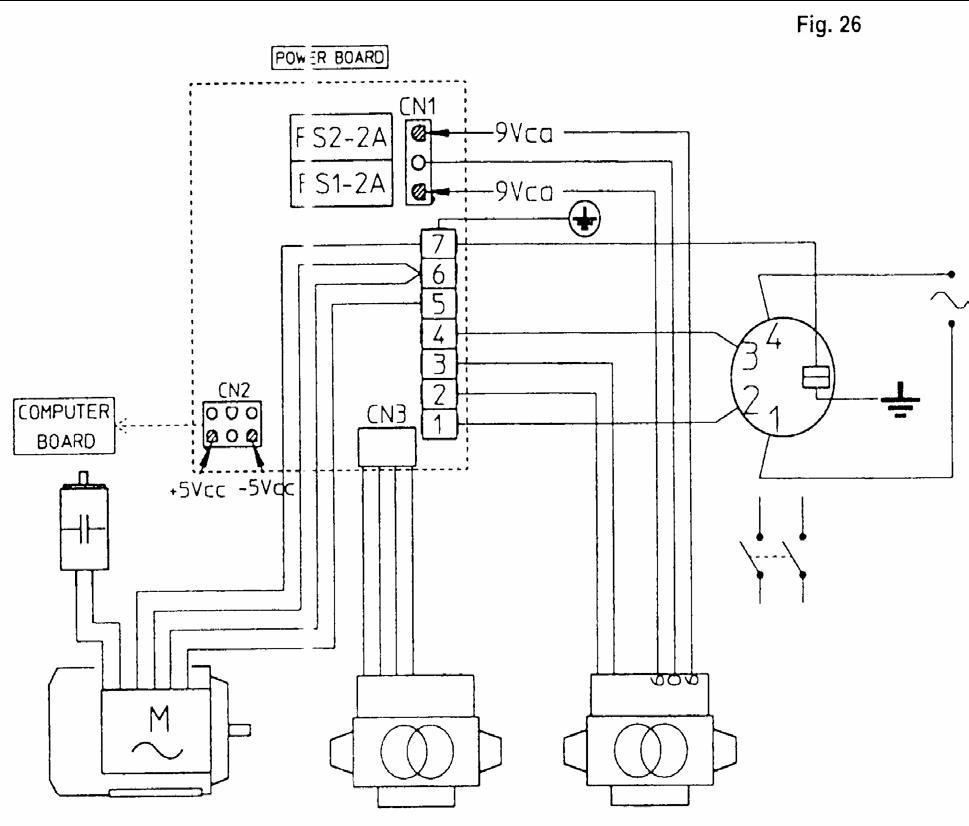 Fig. 26
POWER BOARD
CN1
FS2-2A
9Vca
FS1-2A
9Vca
7
6
5
4
3
2
1
4
3
2
1
CN2
COMPUTER
BOARD
CN3
+5Vcc -5Vcc
M